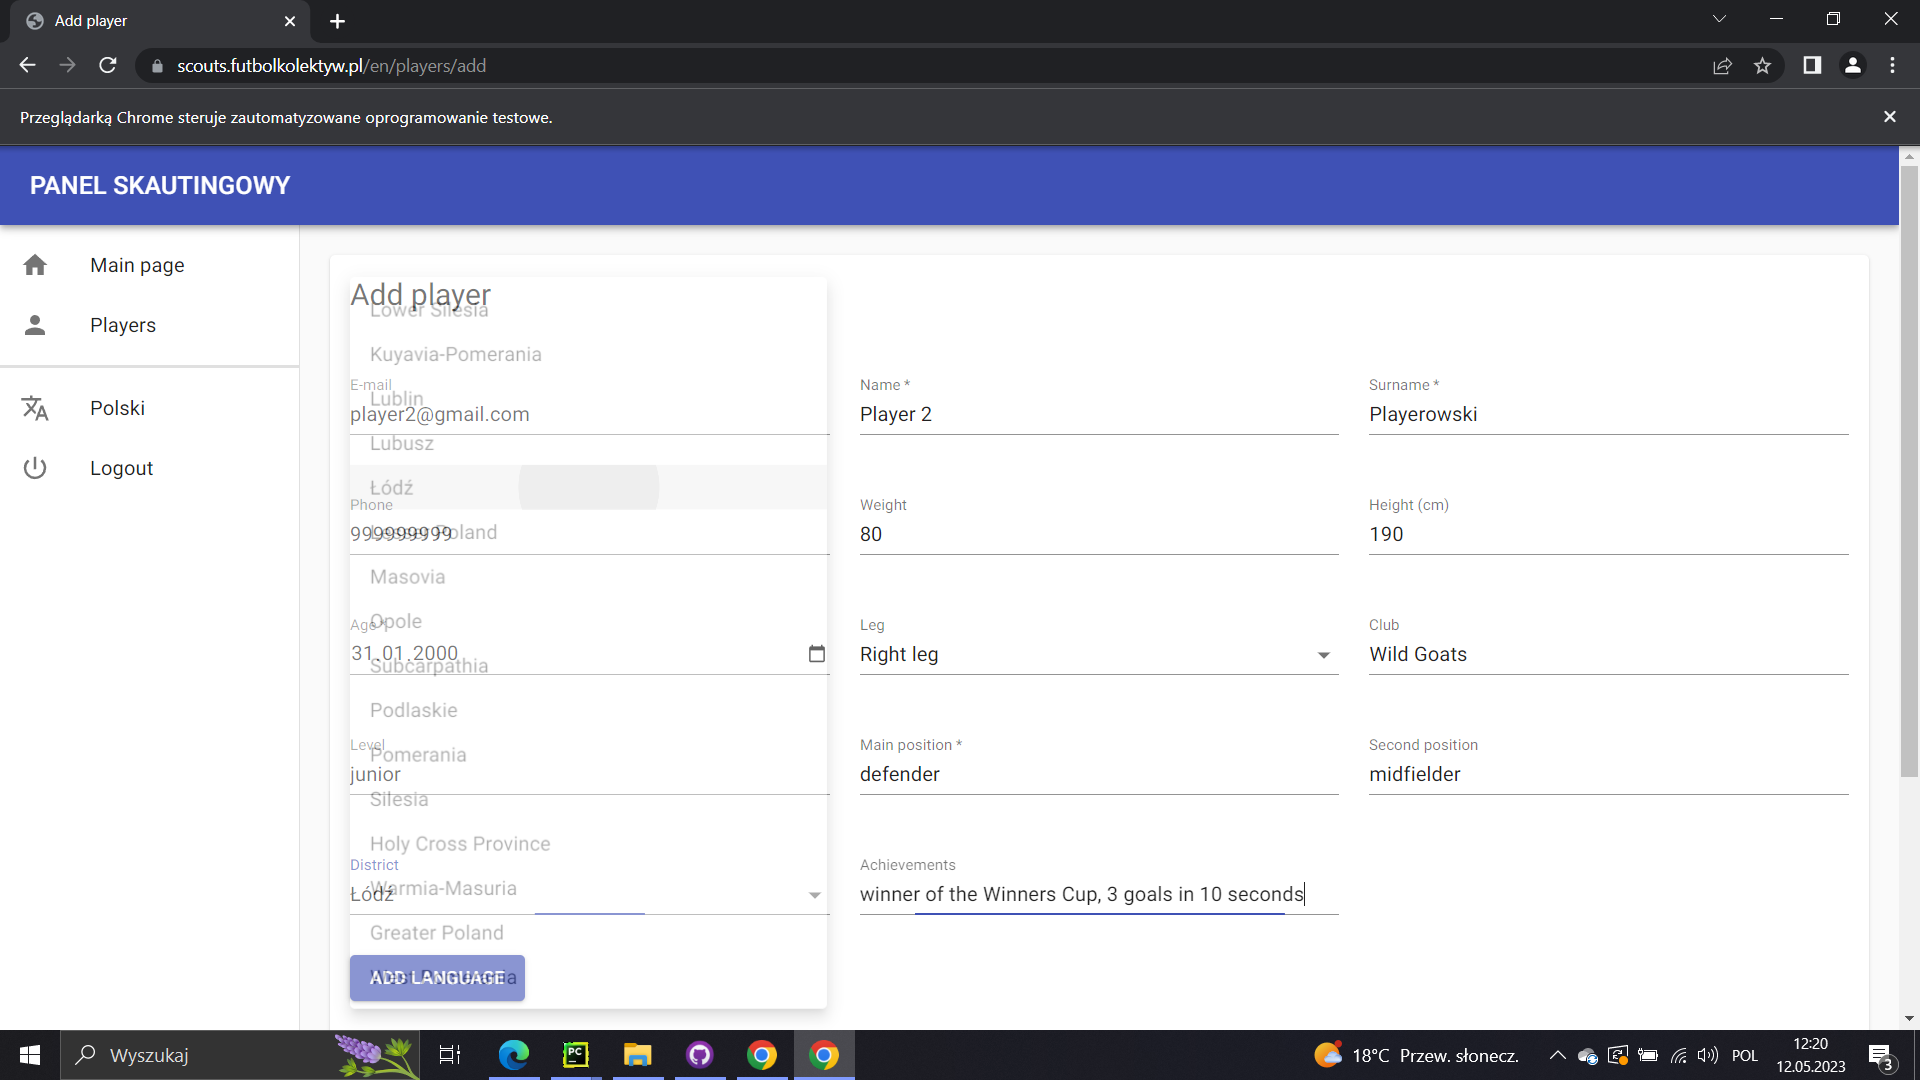 Add player
scouts.futbolkolektyw.pl/en/players/add
Przeglądarką Chrome steruje zautomatyzowane oprogramowanie testowe.
PANEL SKAUTINGOWY
Main page
Players
Polski
Logout
Add player
Lower Silesia
Kuyavia-Pomerania
E-mail
Name *
Surname *
Lublin
player2@gmail.com
Player 2
Playerowski
Lubusz
Łódź
Phone
Weight
Height (cm)
999999999
Lesser Poland
80
190
Masovia
Opole
Age *
Leg
Club
31.01.2000
Right leg
Wild Goats
Subcarpathia
Podlaskie
Level
Main position *
Second position
Pomerania
junior
defender
midfielder
Silesia
Holy Cross Province
District
Achievements
Warmia-Masuria
Łódź
winner of the Winners Cup, 3 goals in 10 seconds
Greater Poland
ADD LANGUAGE
West Pomerania
Wyszukaj
PC
18°C Przew. słonecz.
POL
12:20
12.05.2023
3